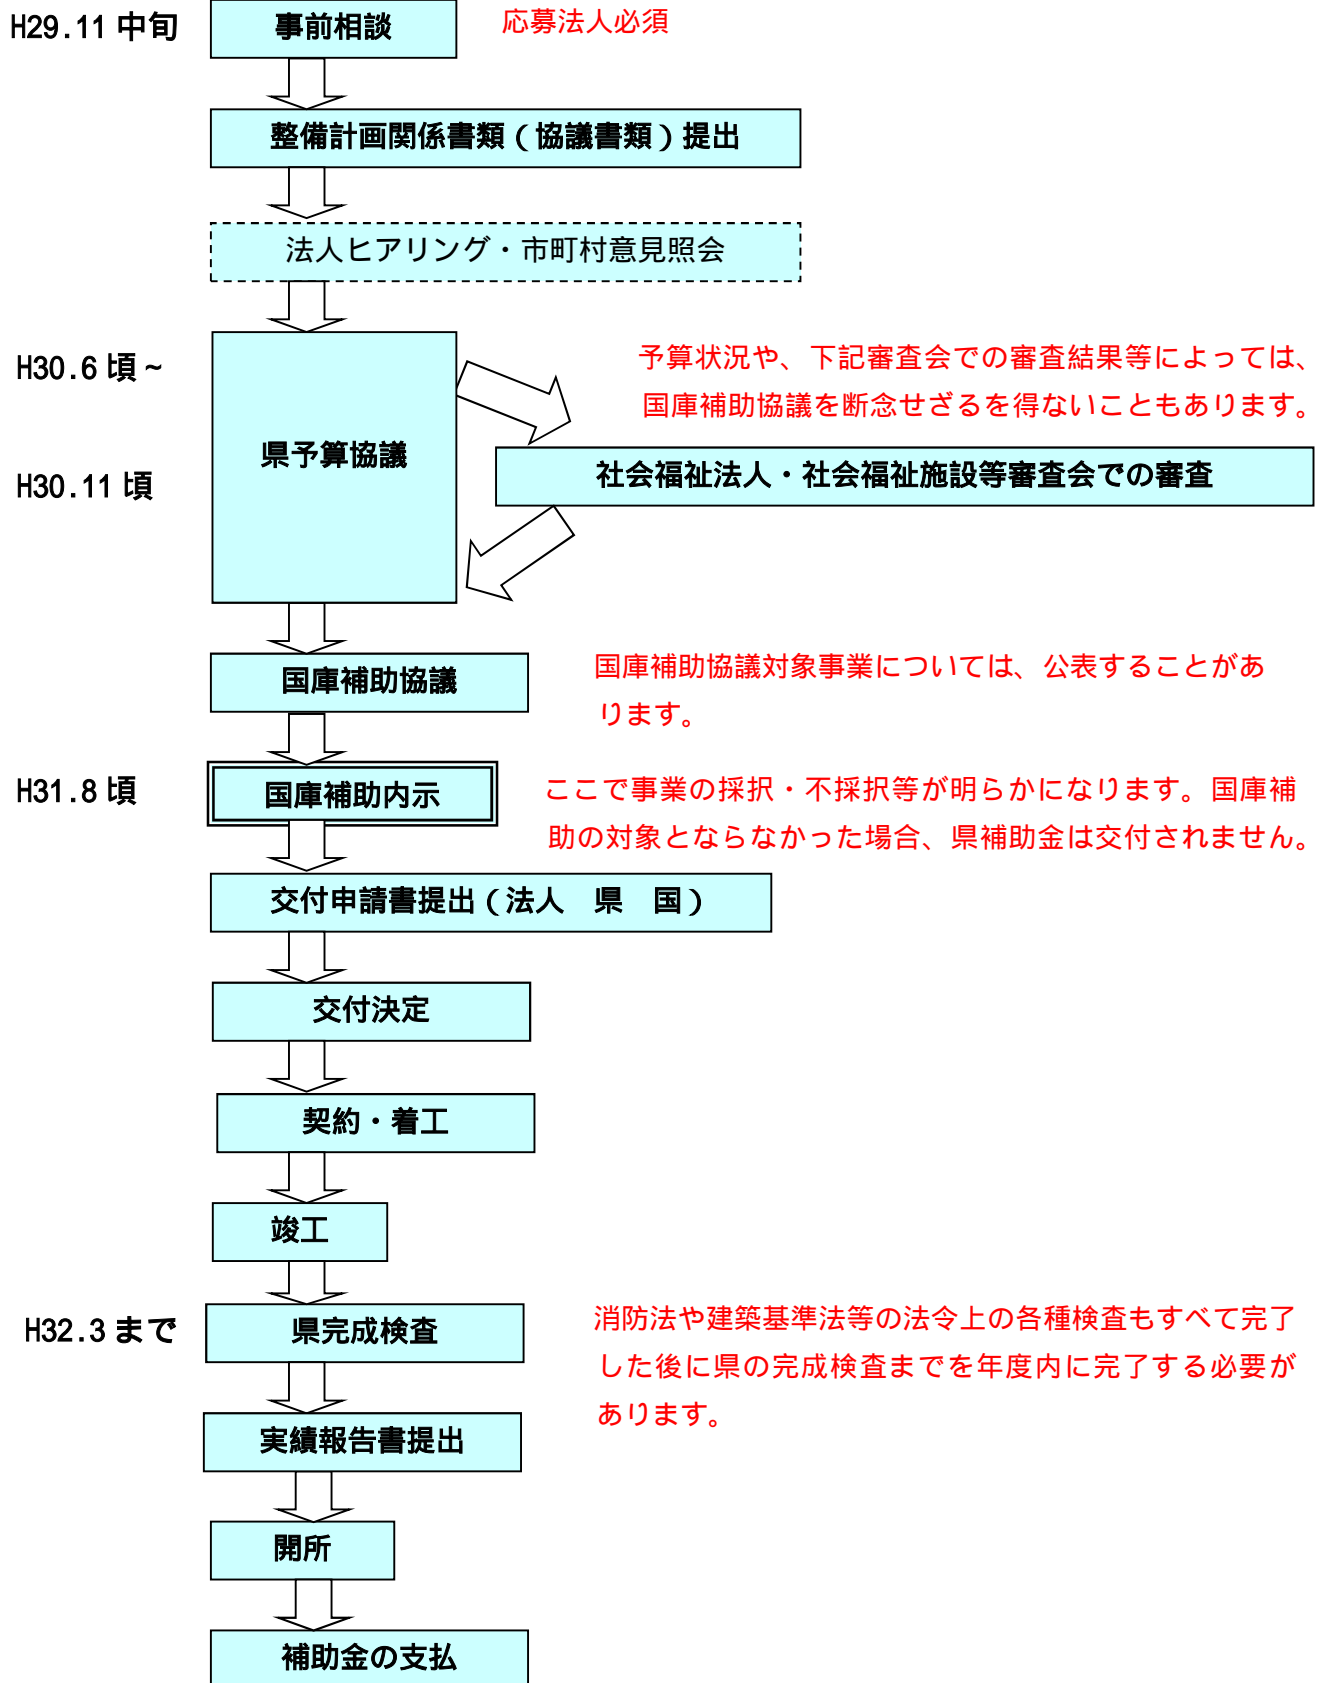 H29.11 中旬
事前相談
応募法人必須
整備計画関係書類（協議書類）提出
法人ヒアリング・市町村意見照会
H30.6 頃～
予算状況や、下記審査会での審査結果等によっては、
国庫補助協議を断念せざるを得ないこともあります。
県予算協議
H30.11 頃
社会福祉法人・社会福祉施設等審査会での審査
国庫補助協議
国庫補助協議対象事業については、公表することがあ
ります。
H31.8 頃
国庫補助内示
ここで事業の採択・不採択等が明らかになります。国庫補
助の対象とならなかった場合、県補助金は交付されません。
交付申請書提出（法人　県　国）
交付決定
契約・着工
竣工
H32.3 まで
県完成検査
消防法や建築基準法等の法令上の各種検査もすべて完了
した後に県の完成検査までを年度内に完了する必要が
あります。
実績報告書提出
開所
補助金の支払